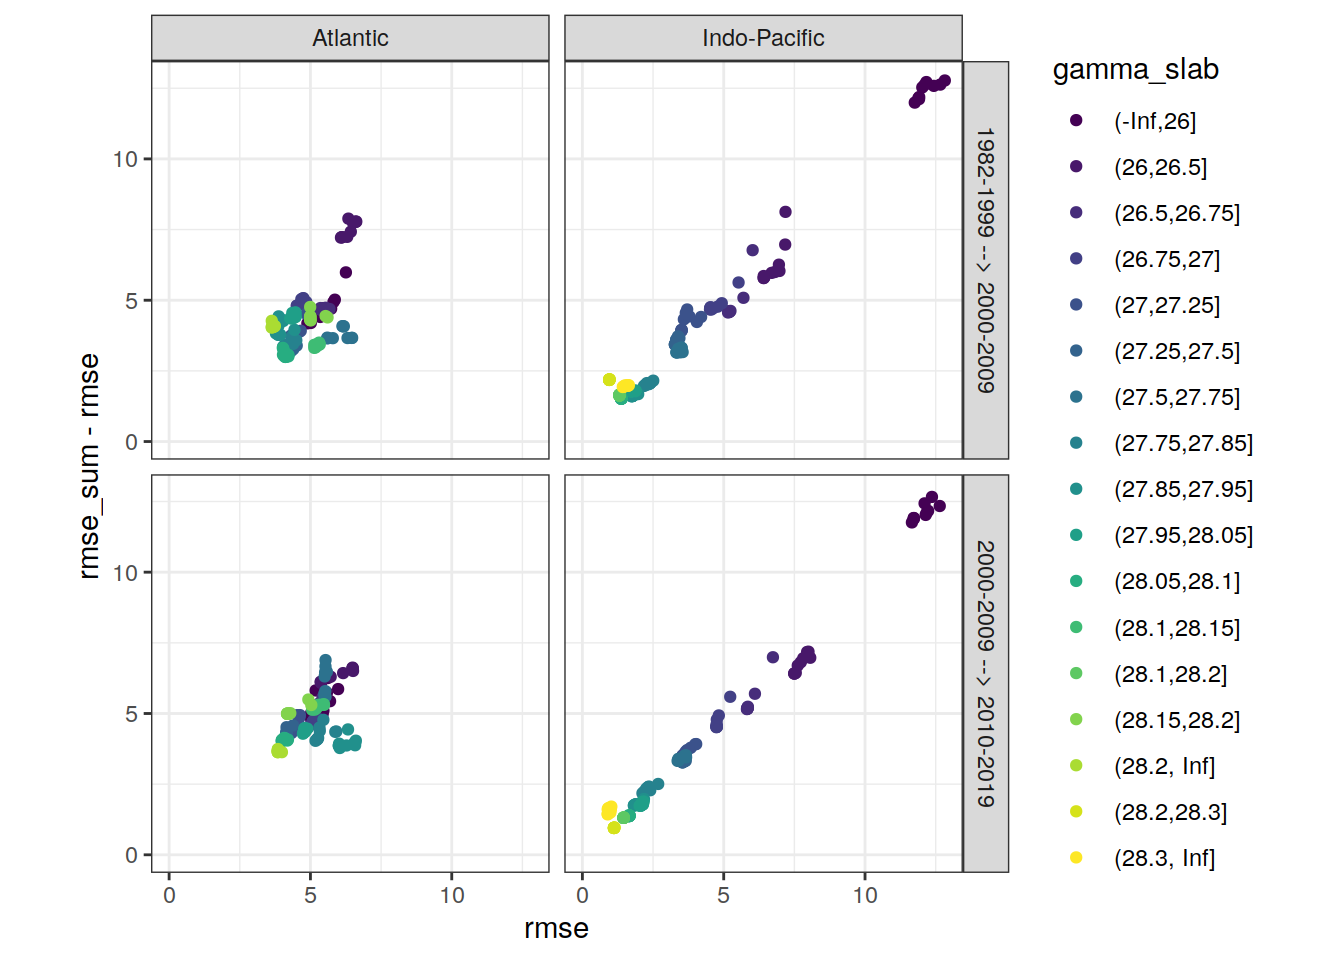 Atlantic
Indo-Pacific
1982-1999 --> 2000-2009
2000-2009 --> 2010-2019
rmse_sum - rmse
10
5
0
10
5
0
0
5
10
0
5
10
rmse
gamma_slab
(-Inf,26]
(26,26.5]
(26.5,26.75]
(26.75,27]
(27,27.25]
(27.25,27.5]
(27.5,27.75]
(27.75,27.85]
(27.85,27.95]
(27.95,28.05]
(28.05,28.1]
(28.1,28.15]
(28.1,28.2]
(28.15,28.2]
(28.2, Inf]
(28.2,28.3]
(28.3, Inf]